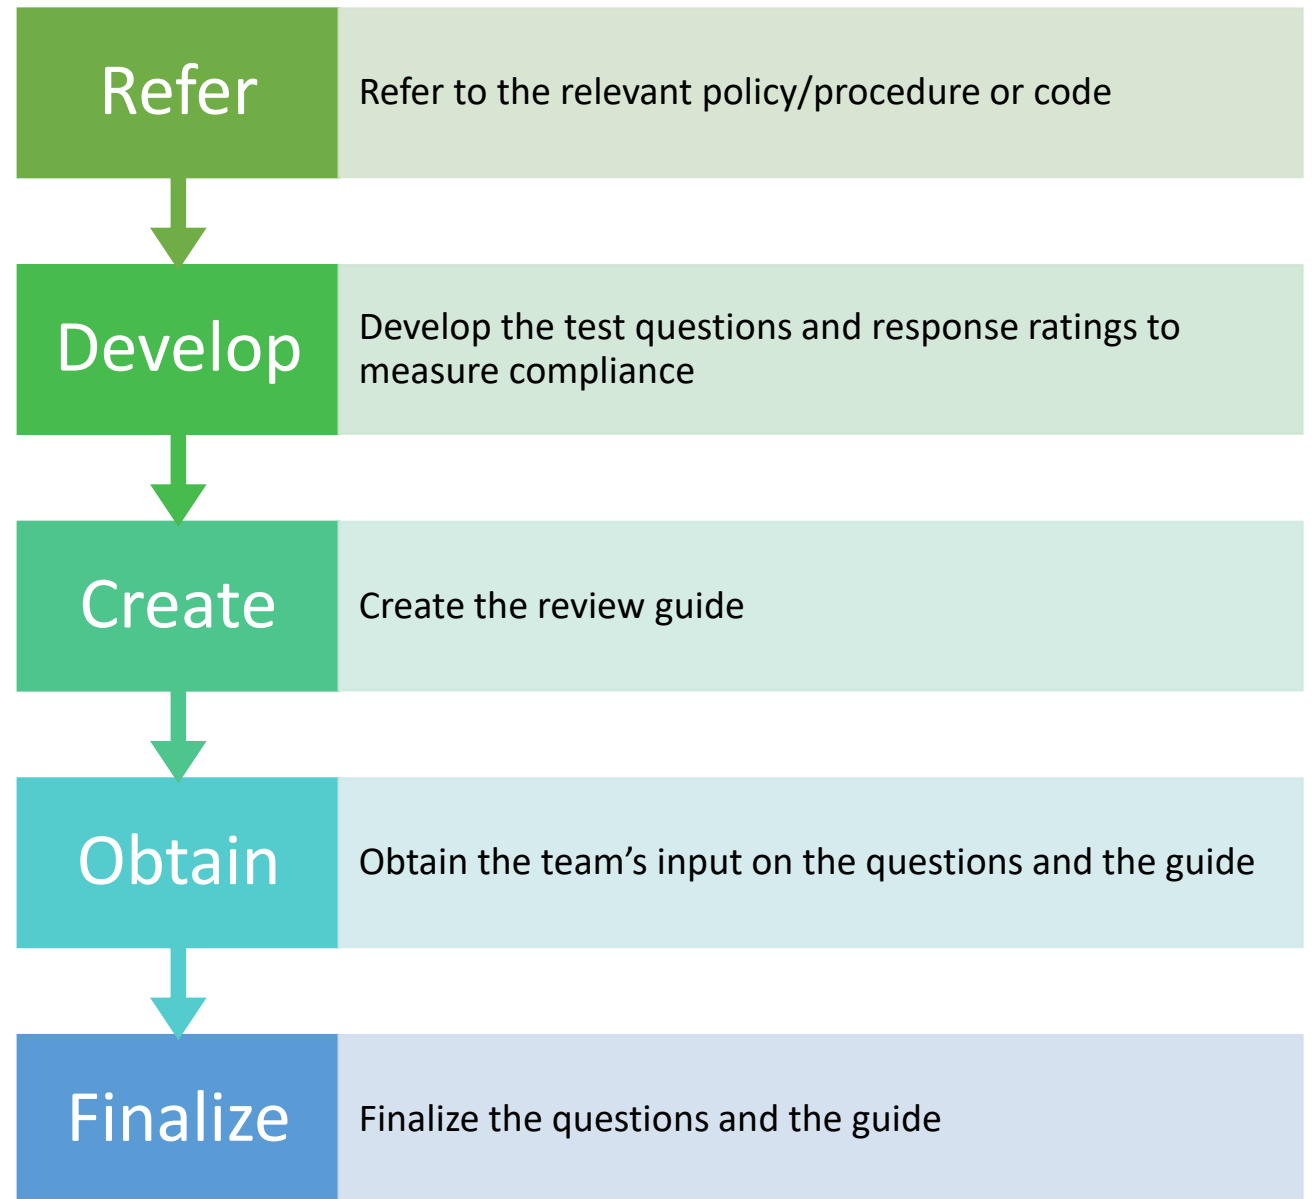 Refer
Refer to the relevant policy/procedure or code
Develop
Develop the test questions and response ratings to
measure compliance
Create
Create the review guide
Obtain
Obtain the team’s input on the questions and the guide
Finalize
Finalize the questions and the guide